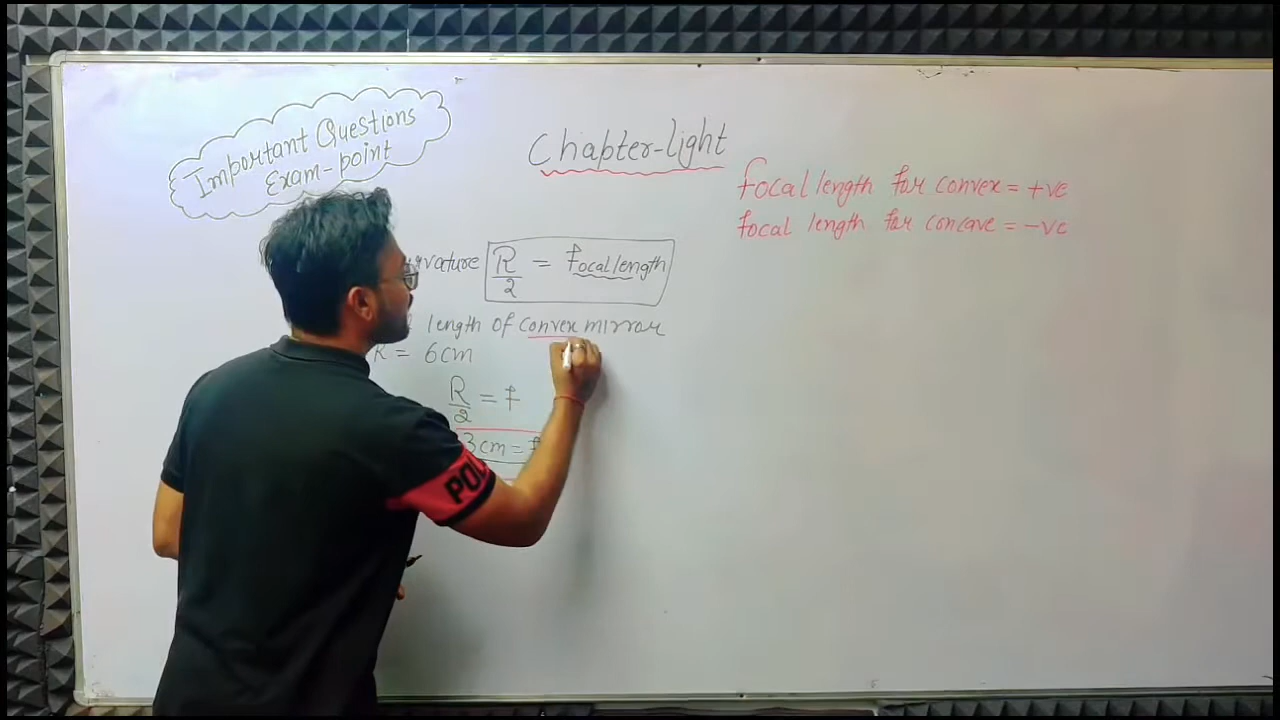 Important Questions
Exam-point
Chapter-light
focal length for convex = +ve
focal length for concave = -ve
R/2 = focal length
length of convex mirror
R = 6cm
R/2 = f
3cm = f
POL